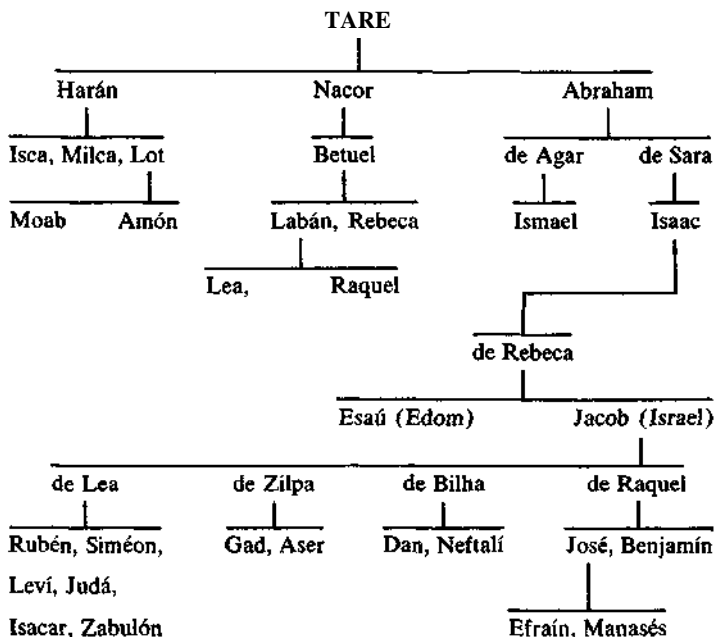 TARE
Harán Nacor Abraham
Isca, Milca, Lot Betuel de Agar de Sara
Moab Amón Labán, Rebeca Ismael Isaac
Lea, Raquel
de Rebeca
Esaú (Edom) Jacob (Israel)
de Lea de Zilpa de Bilha de Raquel
Rubén, Siméon, Gad, Aser Dan, Neftalí José, Benjamín
Leví, Judá,
Isacar, Zabulón Efraín, Manasés